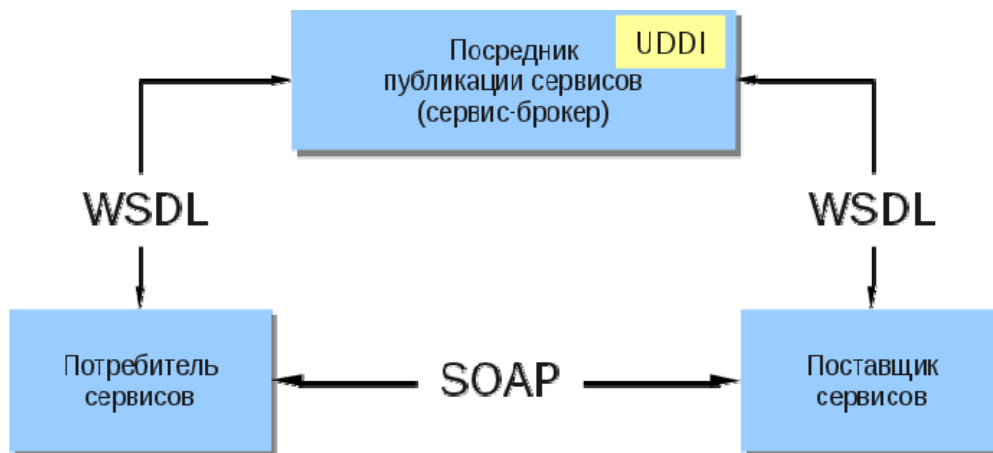 UDDI
Посредник
публикации сервисов
(сервис-брокер)
WSDL
WSDL
Потребитель
сервисов
SOAP
Поставщик
сервисов